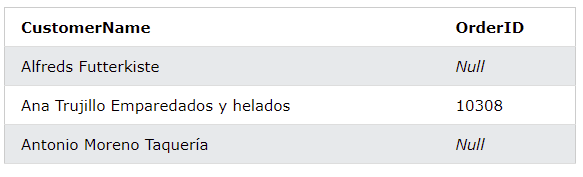 CustomerName OrderID
Alfreds Futterkiste Null
Ana Trujillo Emparedados y helados 10308
Antonio Moreno Taquería Null